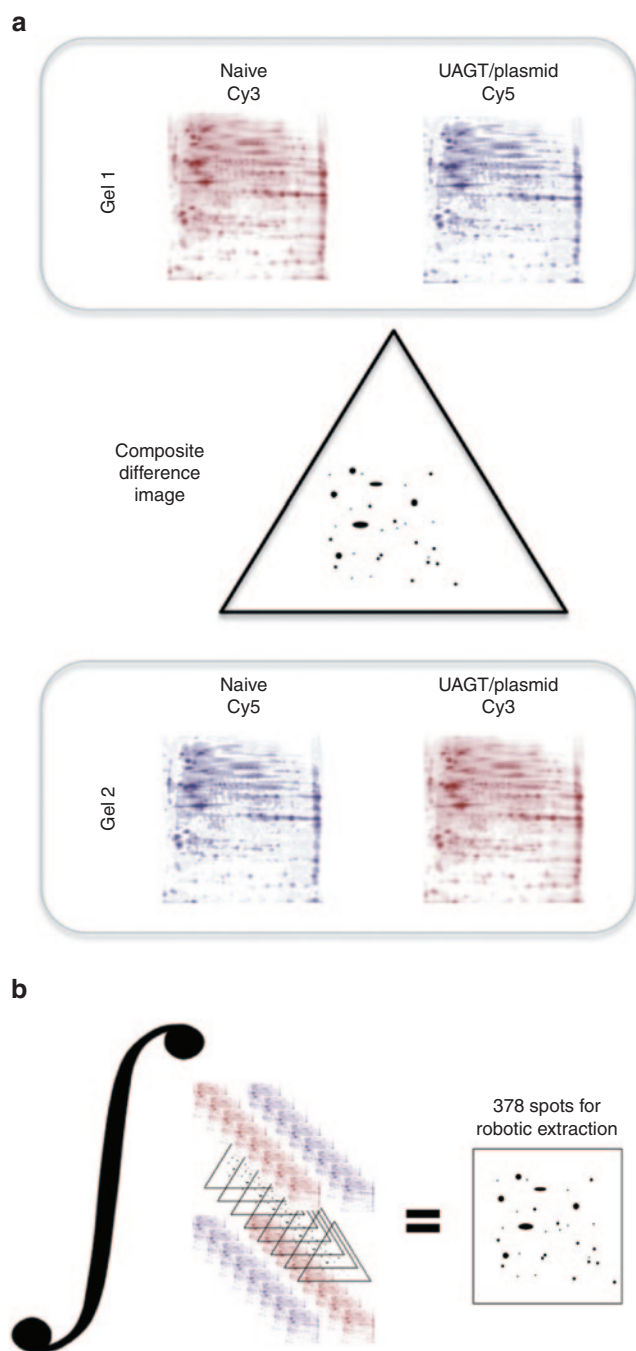 a
Naive
Cy3
UAGT/plasmid
Cy5
Gel 1
Composite
difference
image
Naive
Cy5
UAGT/plasmid
Cy3
Gel 2
b
378 spots for
robotic extraction